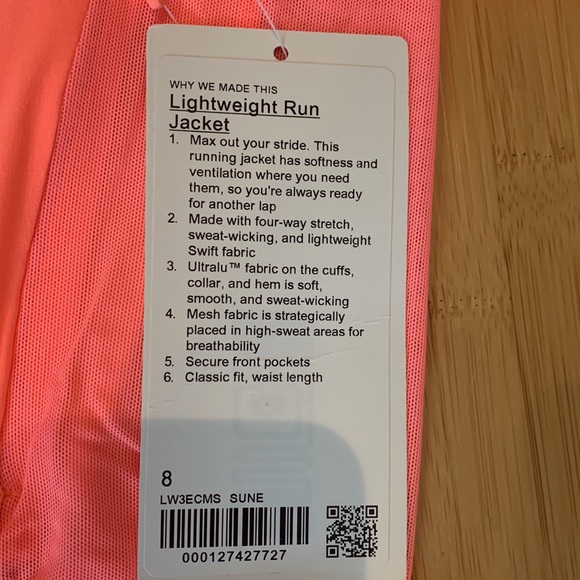 WHY WE MADE THIS
Lightweight Run
Jacket
1. Max out your stride. This
running jacket has softness and
ventilation where you need
them, so you're always ready
for another lap
2. Made with four-way stretch,
sweat-wicking, and lightweight
Swift fabric
3. Ultralu™ fabric on the cuffs,
collar, and hem is soft,
smooth, and sweat-wicking
4. Mesh fabric is strategically
placed in high-sweat areas for
breathability
5. Secure front pockets
6. Classic fit, waist length
8
LW3ECMS SUNE
000127427727